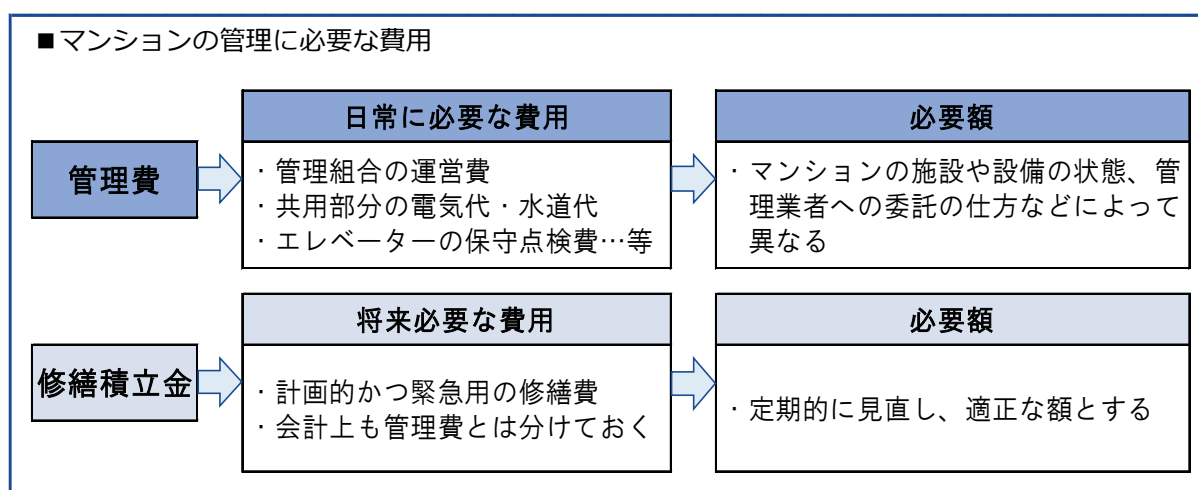 ■マンションの管理に必要な費用
管理費
日常に必要な費用
・管理組合の運営費
・共用部分の電気代・水道代
・エレベーターの保守点検費…等
必要額
・マンションの施設や設備の状態、管
理業者への委託の仕方などによって
異なる
修繕積立金
将来必要な費用
・計画的かつ緊急用の修繕費
・会計上も管理費とは分けておく
必要額
・定期的に見直し、適正な額とする